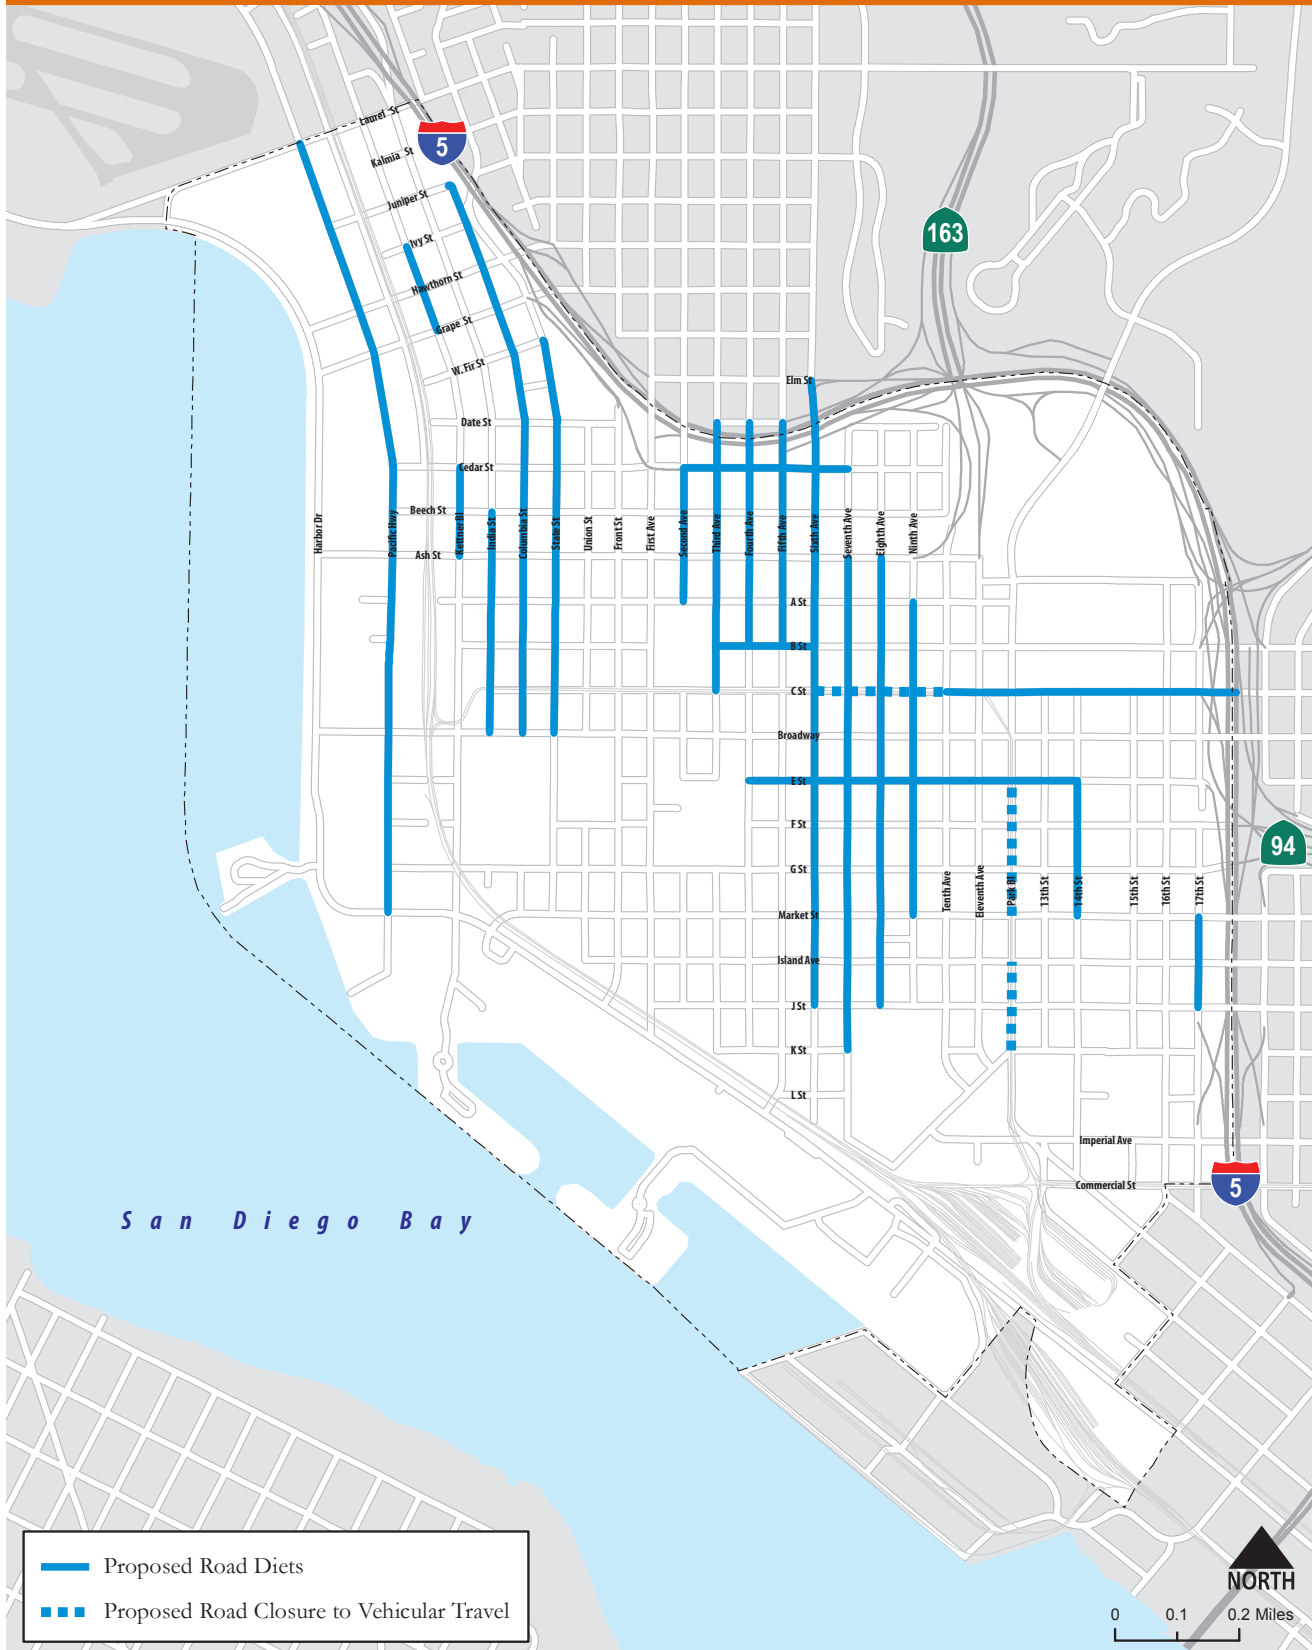 Laurel St
5
Kalmia St
Juniper St
163
Ivy St
Hawthorn St
Grape St
W. Fir St
Elm St
Date St
Cedar St
Beech St
Ash St
Harbor Dr
Pacific Hwy
Kettner Bl
India St
Columbia St
State St
Union St
Front St
First Ave
Second Ave
Third Ave
Fourth Ave
Fifth Ave
Sixth Ave
Seventh Ave
Eighth Ave
Ninth Ave
A St
B St
C St
Broadway
E St
F St
94
G St
Tenth Ave
Eleventh Ave
Park Bl
13th St
14th St
15th St
16th St
17th St
Market St
Island Ave
J St
K St
L St
Imperial Ave
Commercial St
5
San Diego Bay
Proposed Road Diets
Proposed Road Closure to Vehicular Travel
NORTH
0 0.1 0.2 Miles